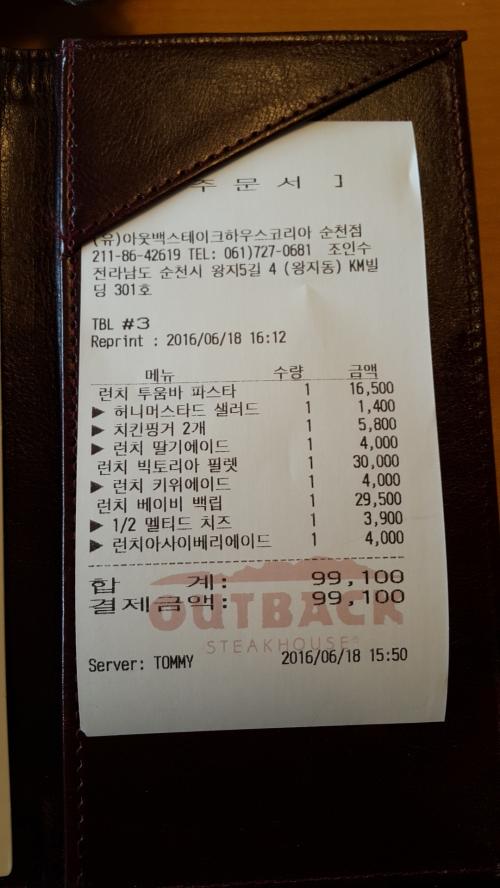 주 문 서 ]
(유)아웃백스테이크하우스코리아 순천점
211-86-42619 TEL: 061)727-0681 조인수
전라남도 순천시 왕지5길 4 (왕지동) KM빌
딩 301호
TBL #3
Reprint : 2016/06/18 16:12
메뉴 수량 금액
런치 투움바 파스타 1 16,500
▶ 허니머스타드 샐러드 1 1,400
▶ 치킨핑거 2개 1 5,800
▶ 런치 딸기에이드 1 4,000
런치 빅토리아 필렛 1 30,000
▶ 런치 키위에이드 1 4,000
런치 베이비 백립 1 29,500
▶ 1/2 멜티드 치즈 1 3,900
▶ 런치아사이베리에이드 1 4,000
합 계: 99,100
결제금액: 99,100
OUTBACK
STEAKHOUSE®
Server: TOMMY 2016/06/18 15:50